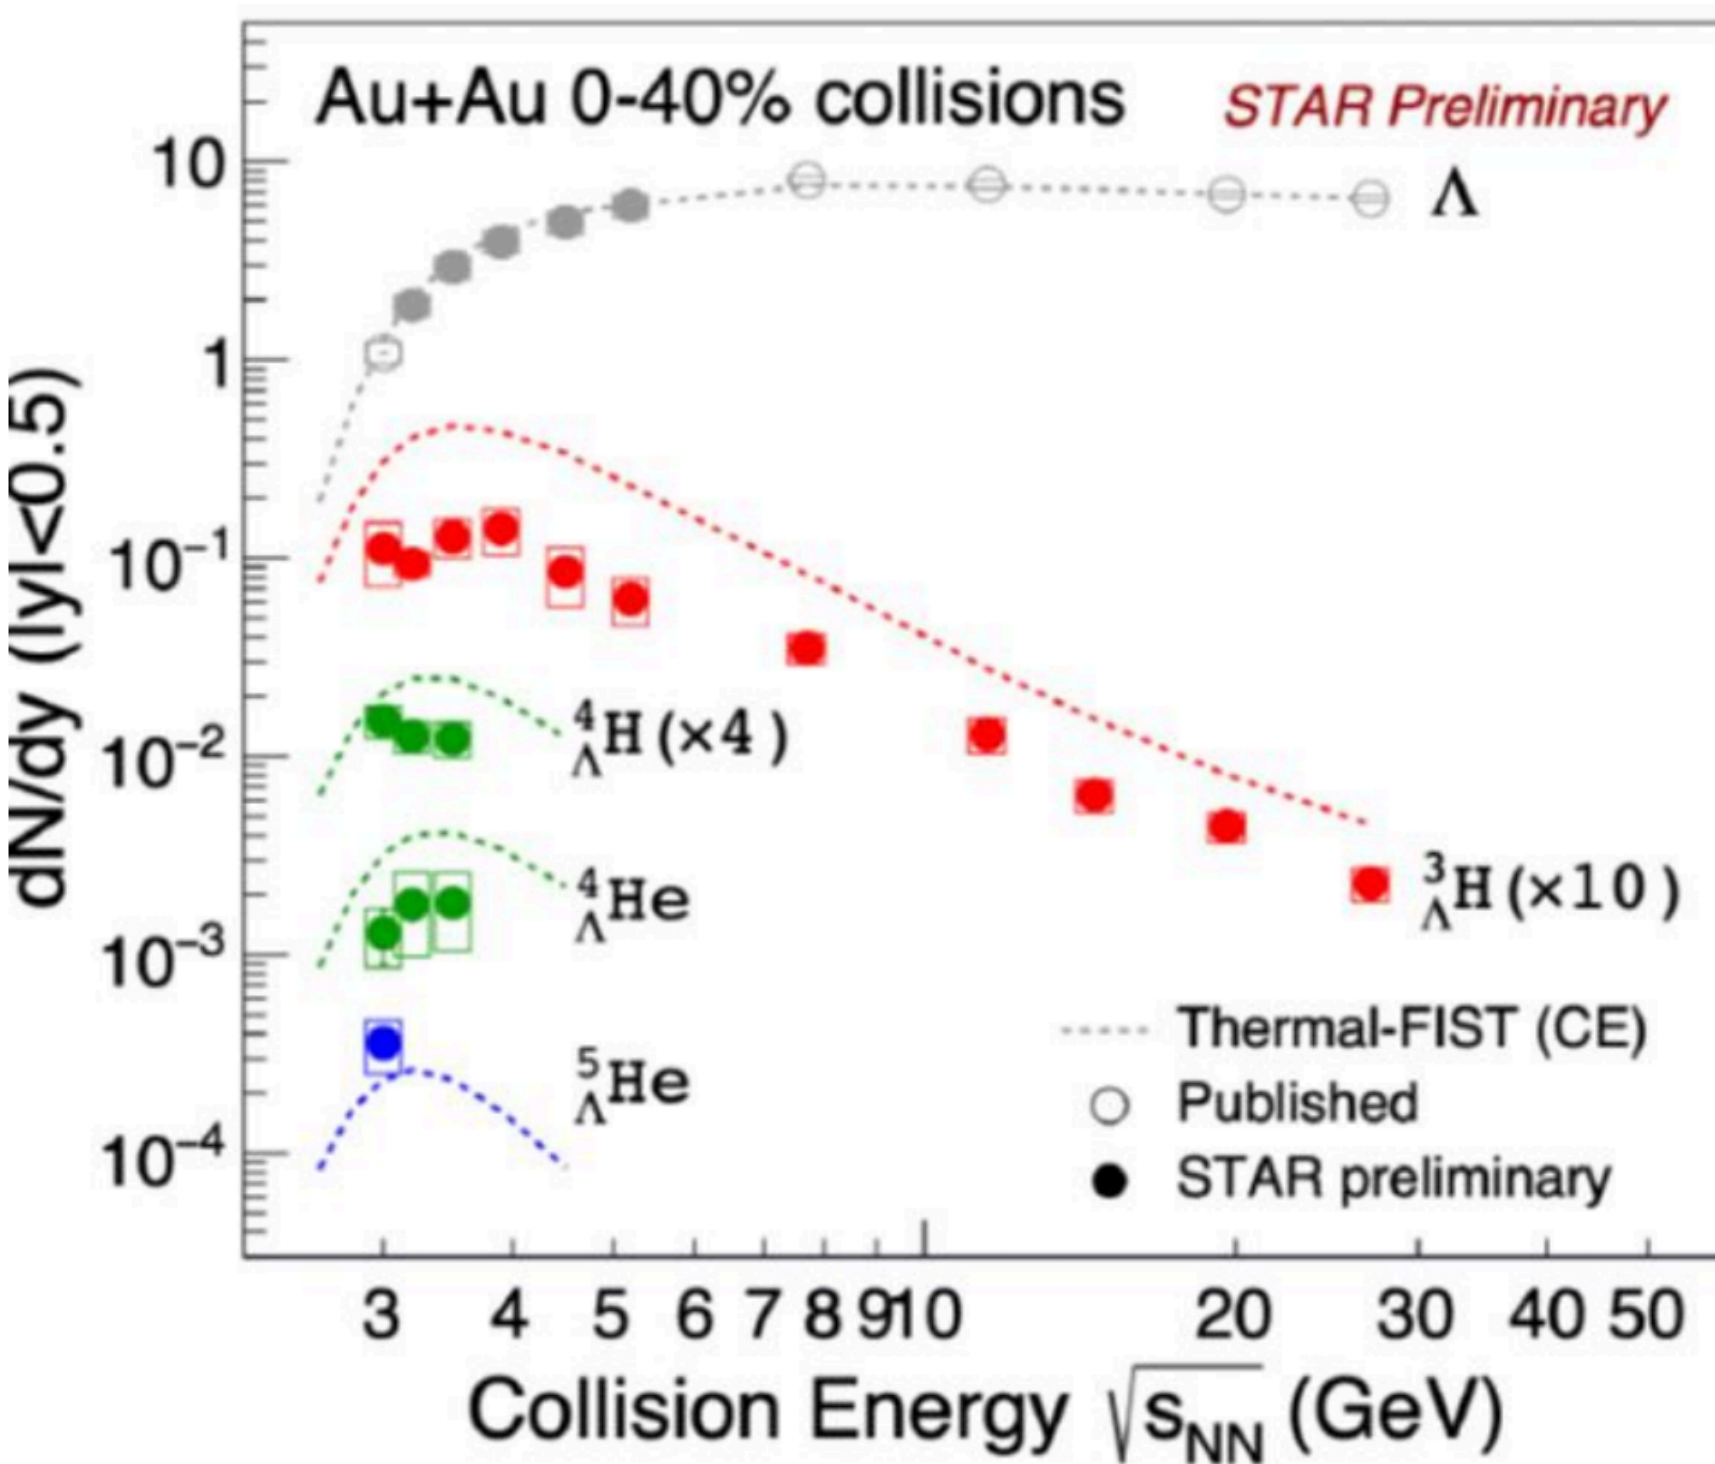 Au+Au 0-40% collisions
STAR Preliminary
10
1
10⁻¹
10⁻²
10⁻³
10⁻⁴
dN/dy (|y|<0.5)
Λ
⁴ΛH(×4)
⁴ΛHe
³ΛH(×10)
⁵ΛHe
Thermal-FIST (CE)
Published
STAR preliminary
3 4 5 6 7 8 9 10 20 30 40 50
Collision Energy √sNN (GeV)